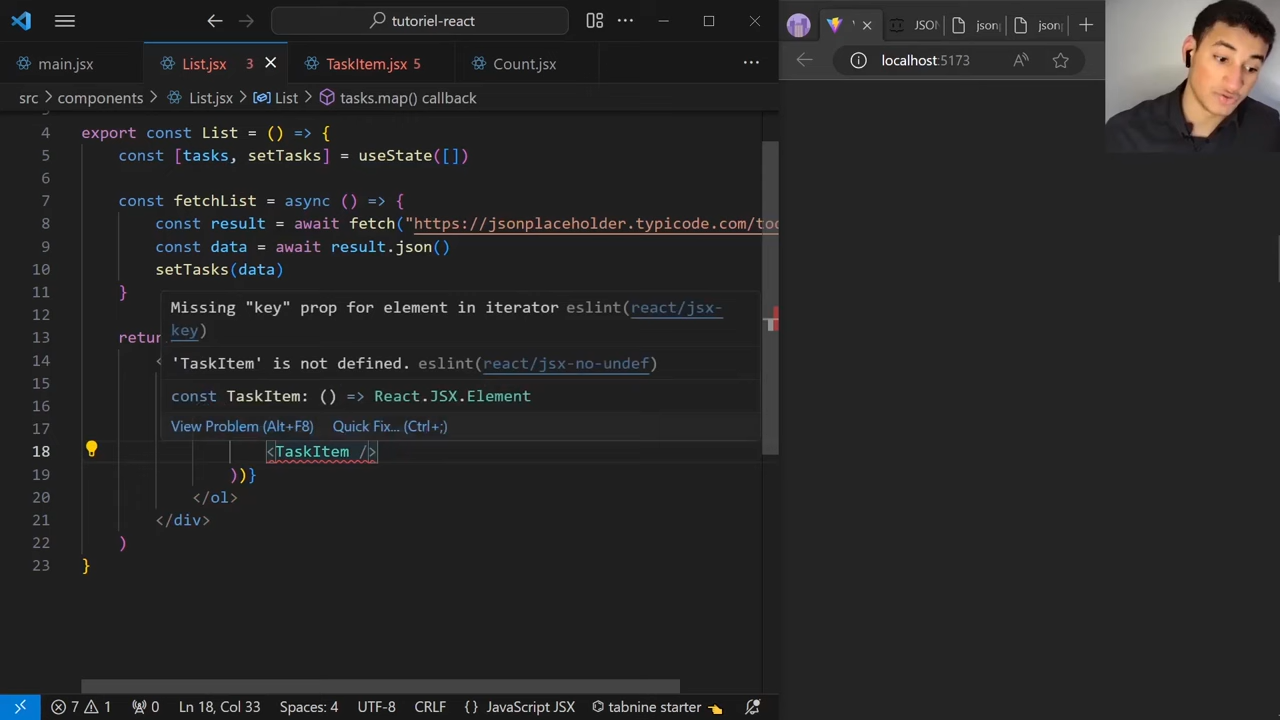 tutoriel-react
main.jsx
List.jsx 3
TaskItem.jsx 5
Count.jsx
src > components > List.jsx > List > tasks.map() callback
4 export const List = () => {
5 const [tasks, setTasks] = useState([])
6
7 const fetchList = async () => {
8 const result = await fetch("https://jsonplaceholder.typicode.com/too
9 const data = await result.json()
10 setTasks(data)
11 }
12
13 retur
14 <
15
16
17
18 <TaskItem />
19 ))}
20 </ol>
21 </div>
22 )
23 }
Missing "key" prop for element in iterator eslint(react/jsx-
key)
'TaskItem' is not defined. eslint(react/jsx-no-undef)
const TaskItem: () => React.JSX.Element
View Problem (Alt+F8) Quick Fix... (Ctrl+;)
7 1 0 Ln 18, Col 33 Spaces: 4 UTF-8 CRLF {} JavaScript JSX tabnine starter
JSON
json
json
localhost:5173